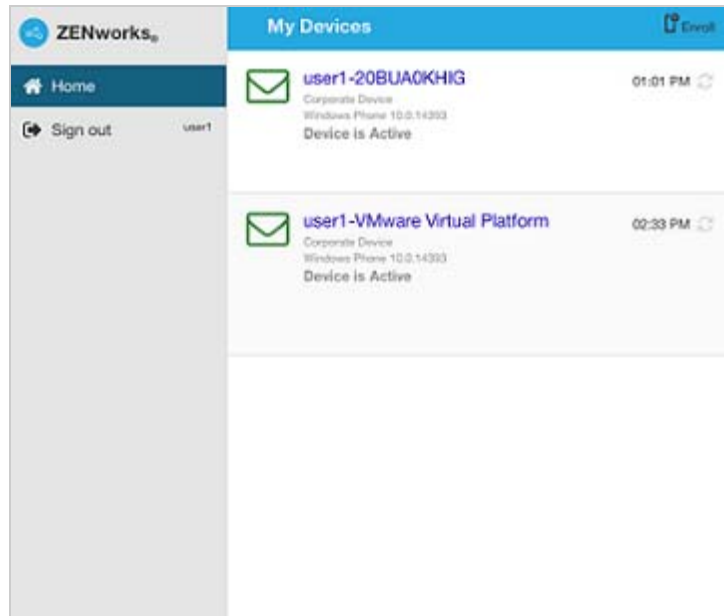 ZENworks®
Home
Sign out user1
My Devices
Enroll
user1-20BUA0KHIG 01:01 PM
Corporate Device
Windows Phone 10.0.14393
Device is Active
user1-VMware Virtual Platform 02:33 PM
Corporate Device
Windows Phone 10.0.14393
Device is Active